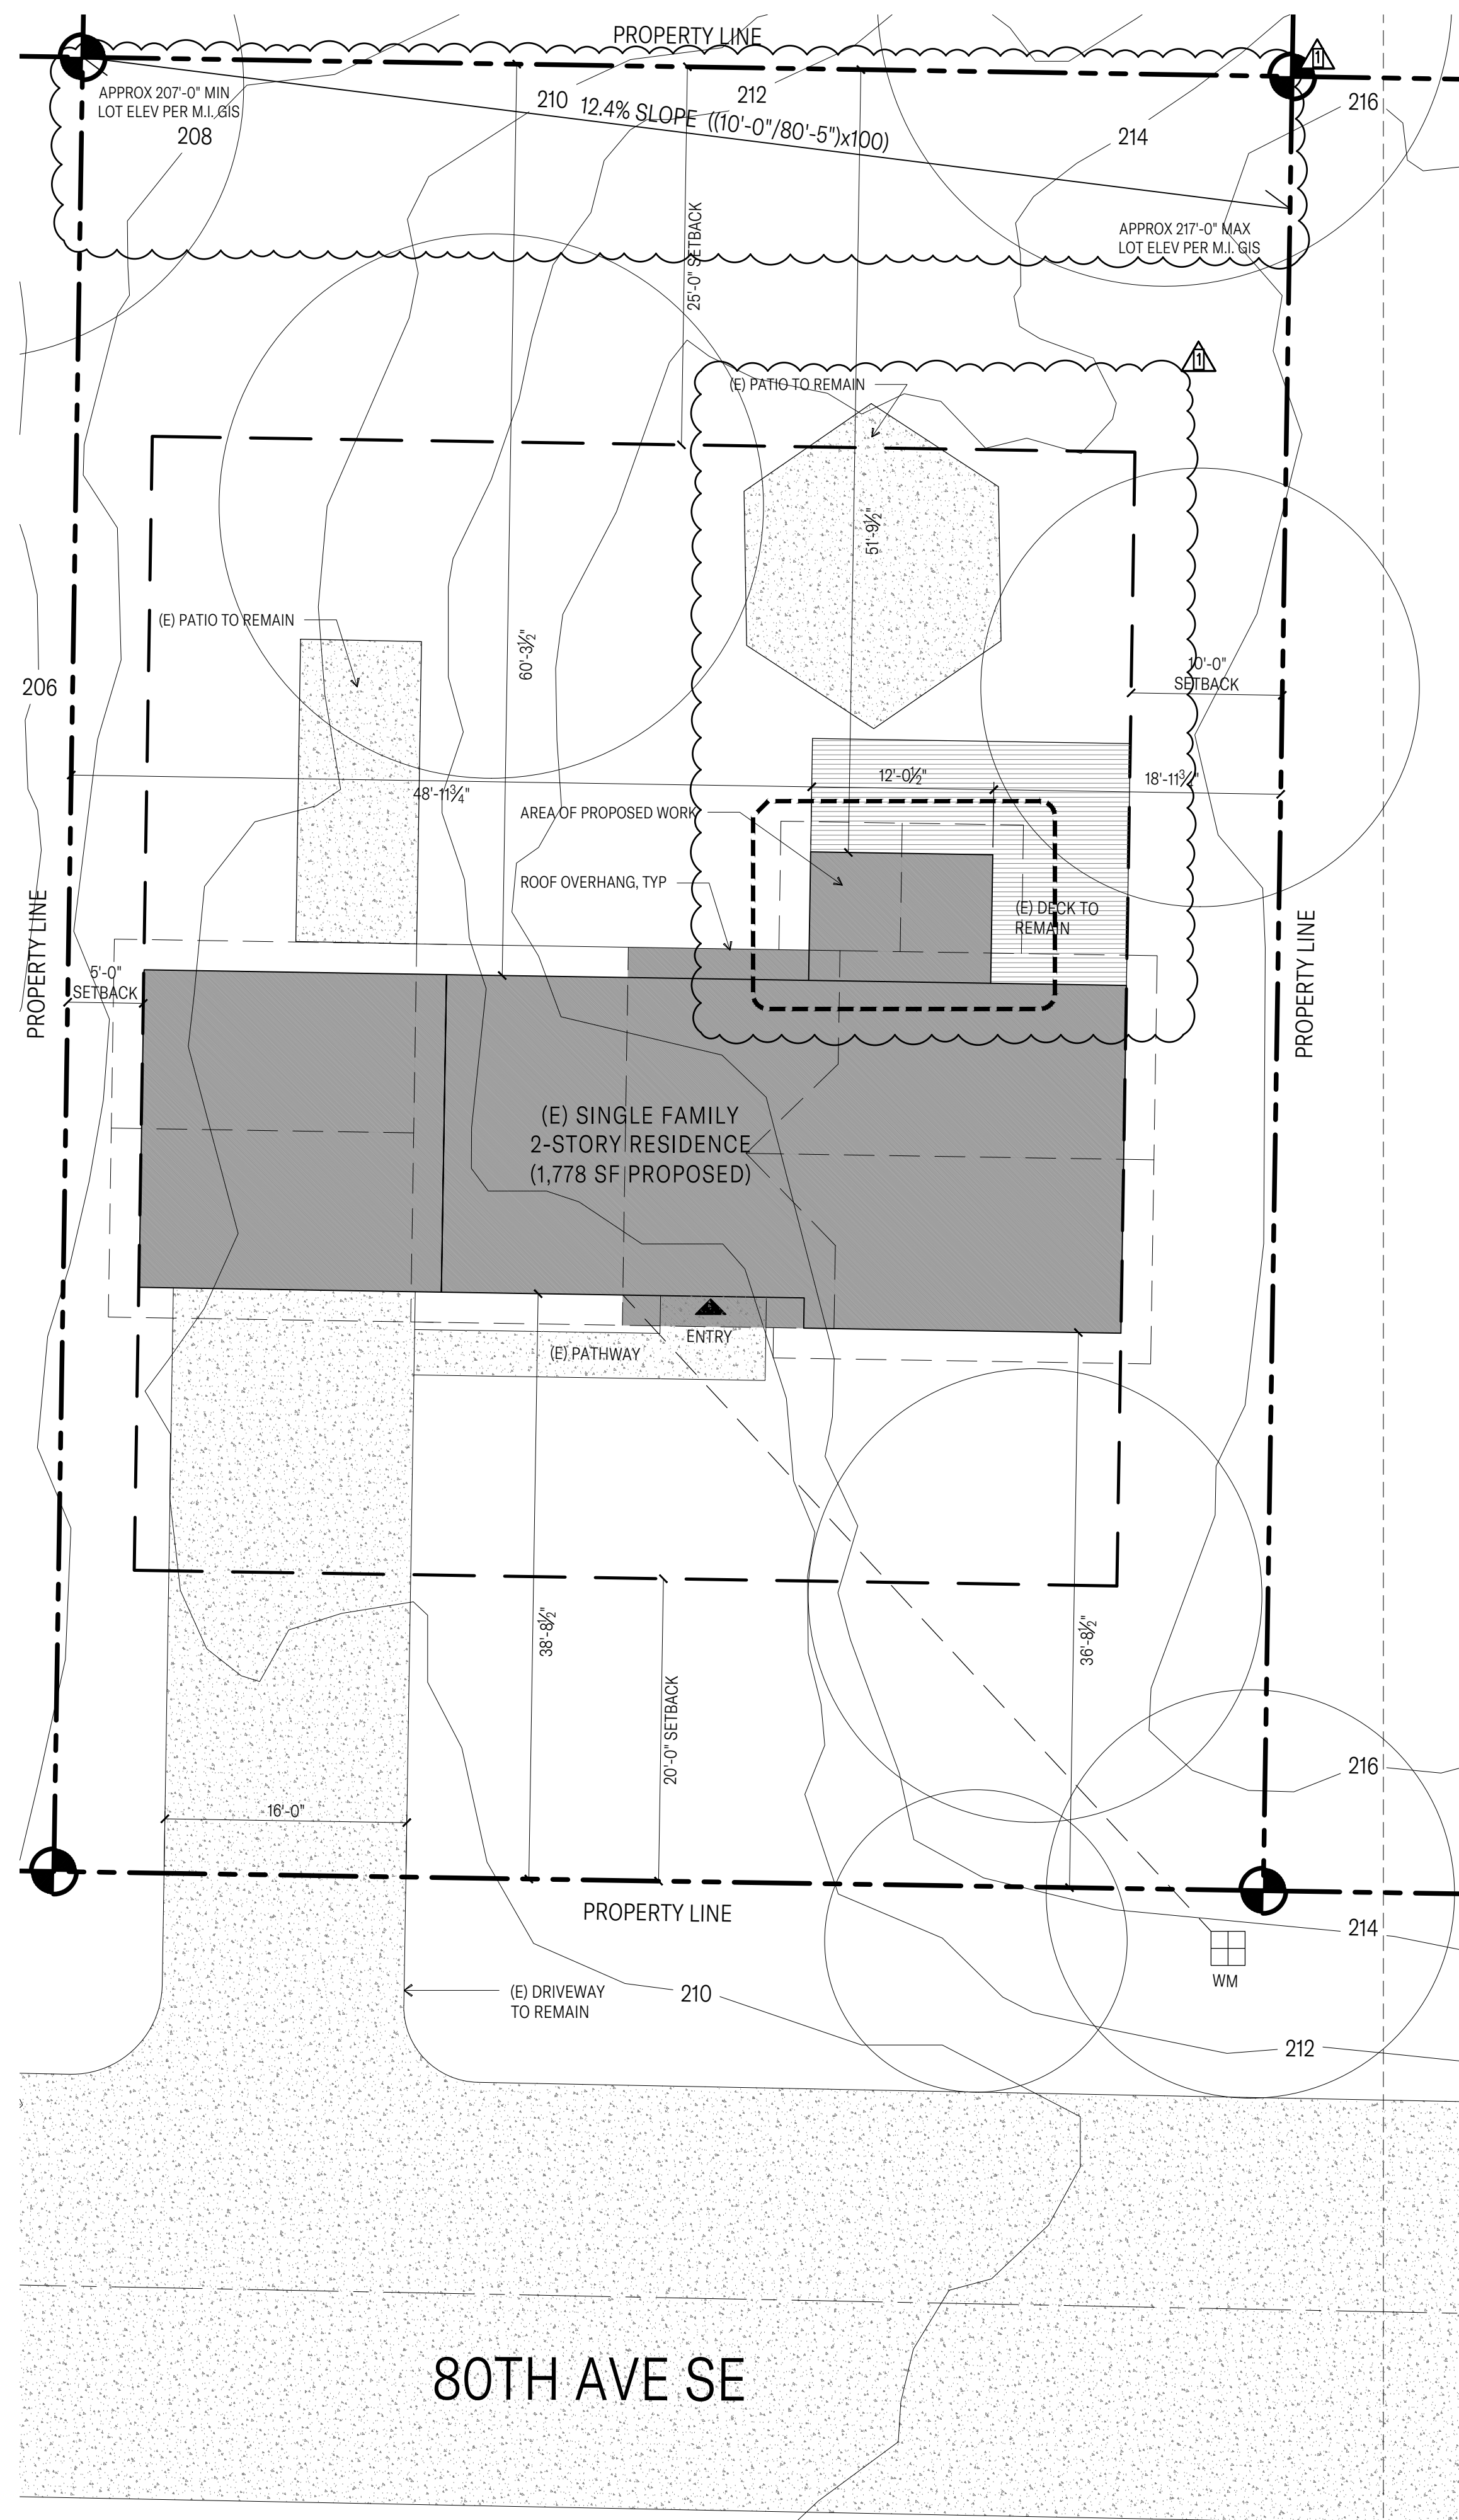 PROPERTY LINE
1
APPROX 207'-0" MIN
LOT ELEV PER M.I. GIS
208
210
12.4% SLOPE ((10'-0"/80'-5")x100)
212
214
216
APPROX 217'-0" MAX
LOT ELEV PER M.I. GIS
25'-0" SETBACK
1
(E) PATIO TO REMAIN
51'-9½"
(E) PATIO TO REMAIN
60'-3½"
206
10'-0"
SETBACK
48'-11¾"
12'-0½"
18'-11¾"
AREA OF PROPOSED WORK
ROOF OVERHANG, TYP
(E) DECK TO
REMAIN
PROPERTY LINE
5'-0"
SETBACK
PROPERTY LINE
(E) SINGLE FAMILY
2-STORY RESIDENCE
(1,778 SF PROPOSED)
ENTRY
(E) PATHWAY
38'-8½"
36'-8½"
20'-0" SETBACK
16'-0"
216
PROPERTY LINE
214
WM
(E) DRIVEWAY
TO REMAIN
210
212
80TH AVE SE